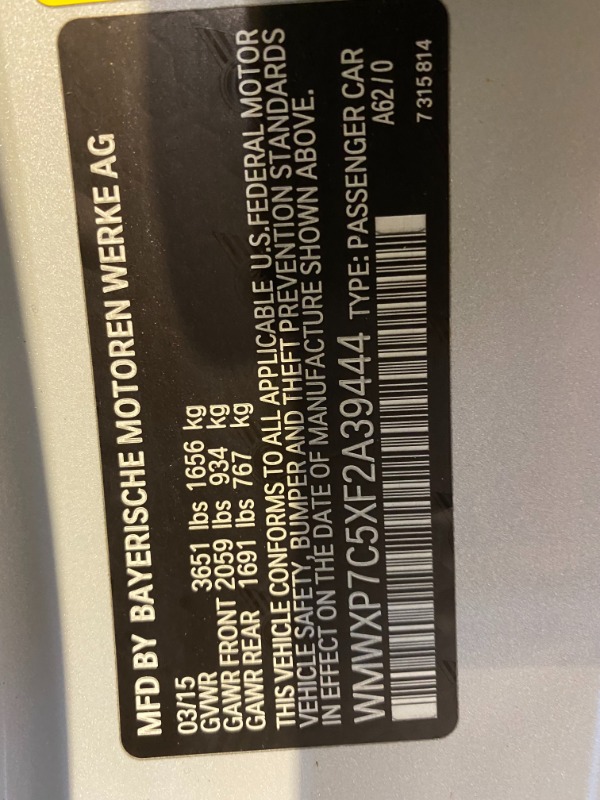 MFD BY BAYERISCHE MOTOREN WERKE AG
03/15
GVWR 3651 lbs 1656 kg
GAWR FRONT 2059 lbs 934 kg
GAWR REAR 1691 lbs 767 kg
THIS VEHICLE CONFORMS TO ALL APPLICABLE U.S. FEDERAL MOTOR
VEHICLE SAFETY, BUMPER AND THEFT PREVENTION STANDARDS
IN EFFECT ON THE DATE OF MANUFACTURE SHOWN ABOVE.
WMWXP7C5XF2A39444 TYPE: PASSENGER CAR
A62/0
7 315 814